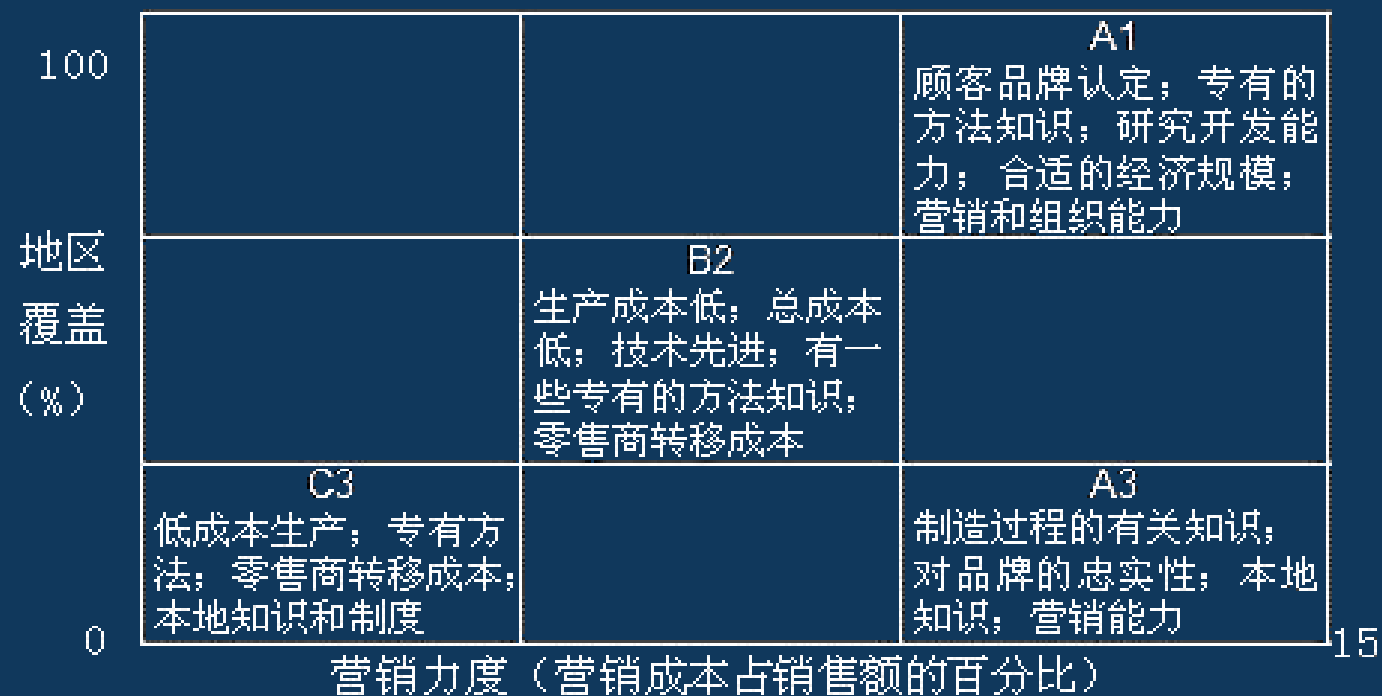 100
A1
顾客品牌认定；专有的
方法知识；研究开发能
力；合适的经济规模；
营销和组织能力
地区
覆盖
(%)
B2
生产成本低；总成本
低；技术先进；有一
些专有的方法知识；
零售商转移成本
C3
低成本生产；专有方
法；零售商转移成本；
本地知识和制度
A3
制造过程的有关知识；
对品牌的忠实性；本地
知识；营销能力
0
15
营销力度（营销成本占销售额的百分比）